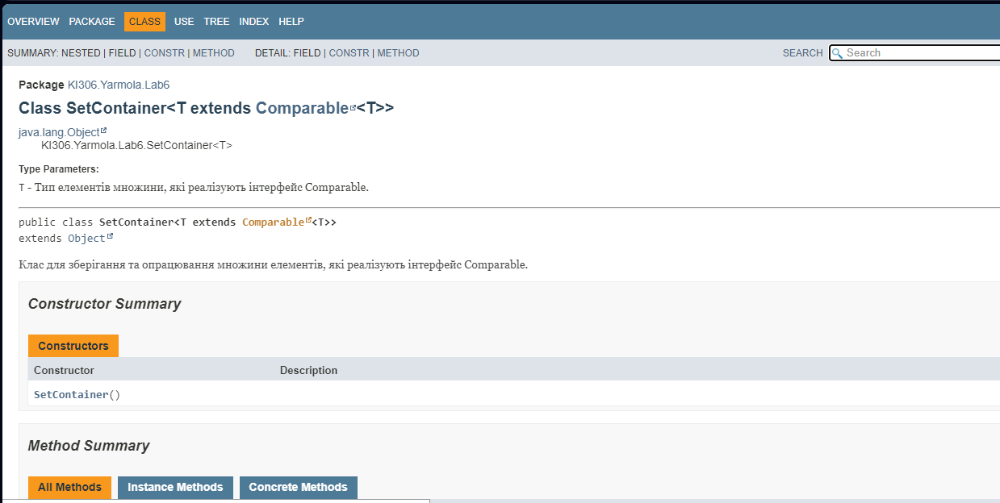 OVERVIEW PACKAGE CLASS USE TREE INDEX HELP
SUMMARY: NESTED | FIELD | CONSTR | METHOD DETAIL: FIELD | CONSTR | METHOD SEARCH Search
Package KI306.Yarmola.Lab6
Class SetContainer<T extends Comparable<T>>
java.lang.Object
KI306.Yarmola.Lab6.SetContainer<T>
Type Parameters:
T - Тип елементів множини, які реалізують інтерфейс Comparable.
public class SetContainer<T extends Comparable<T>>
extends Object
Клас для зберігання та опрацювання множини елементів, які реалізують інтерфейс Comparable.
Constructor Summary
Constructors
Constructor Description
SetContainer()
Method Summary
All Methods Instance Methods Concrete Methods